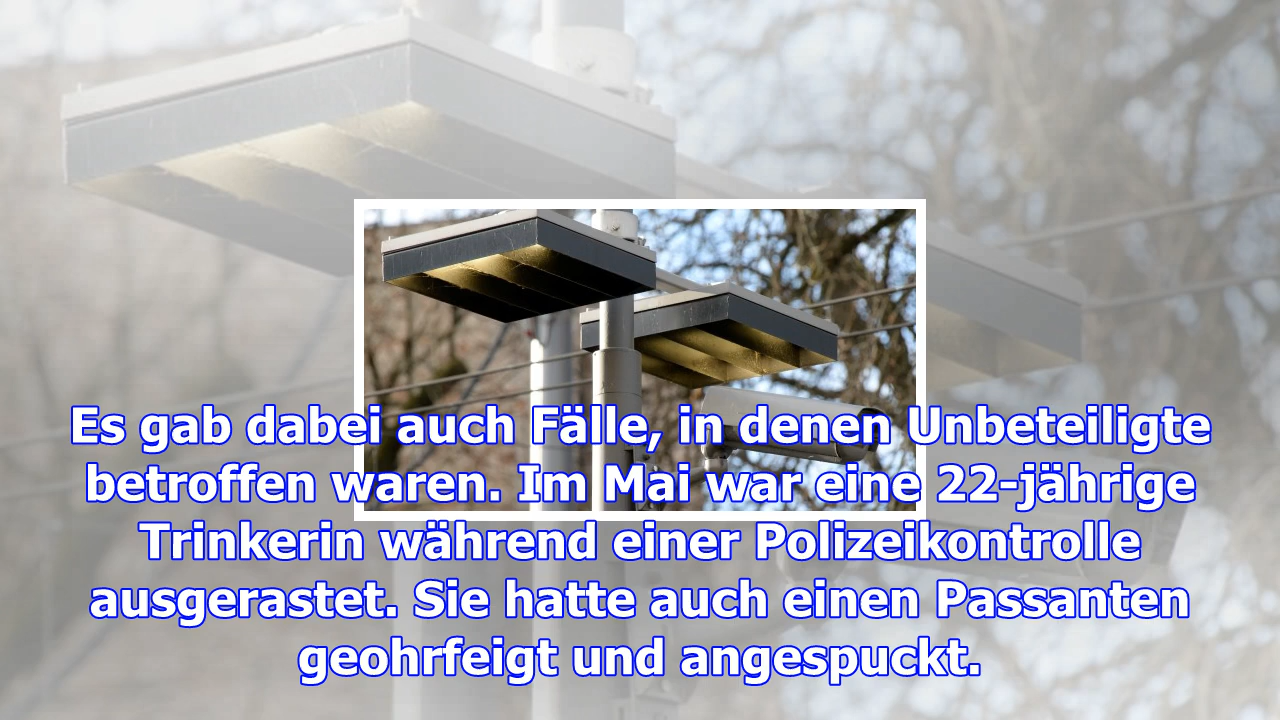 Es gab dabei auch Fälle, in denen Unbeteiligte
betroffen waren. Im Mai war eine 22-jährige
Trinkerin während einer Polizeikontrolle
ausgerastet. Sie hatte auch einen Passanten
geohrfeigt und angespuckt.